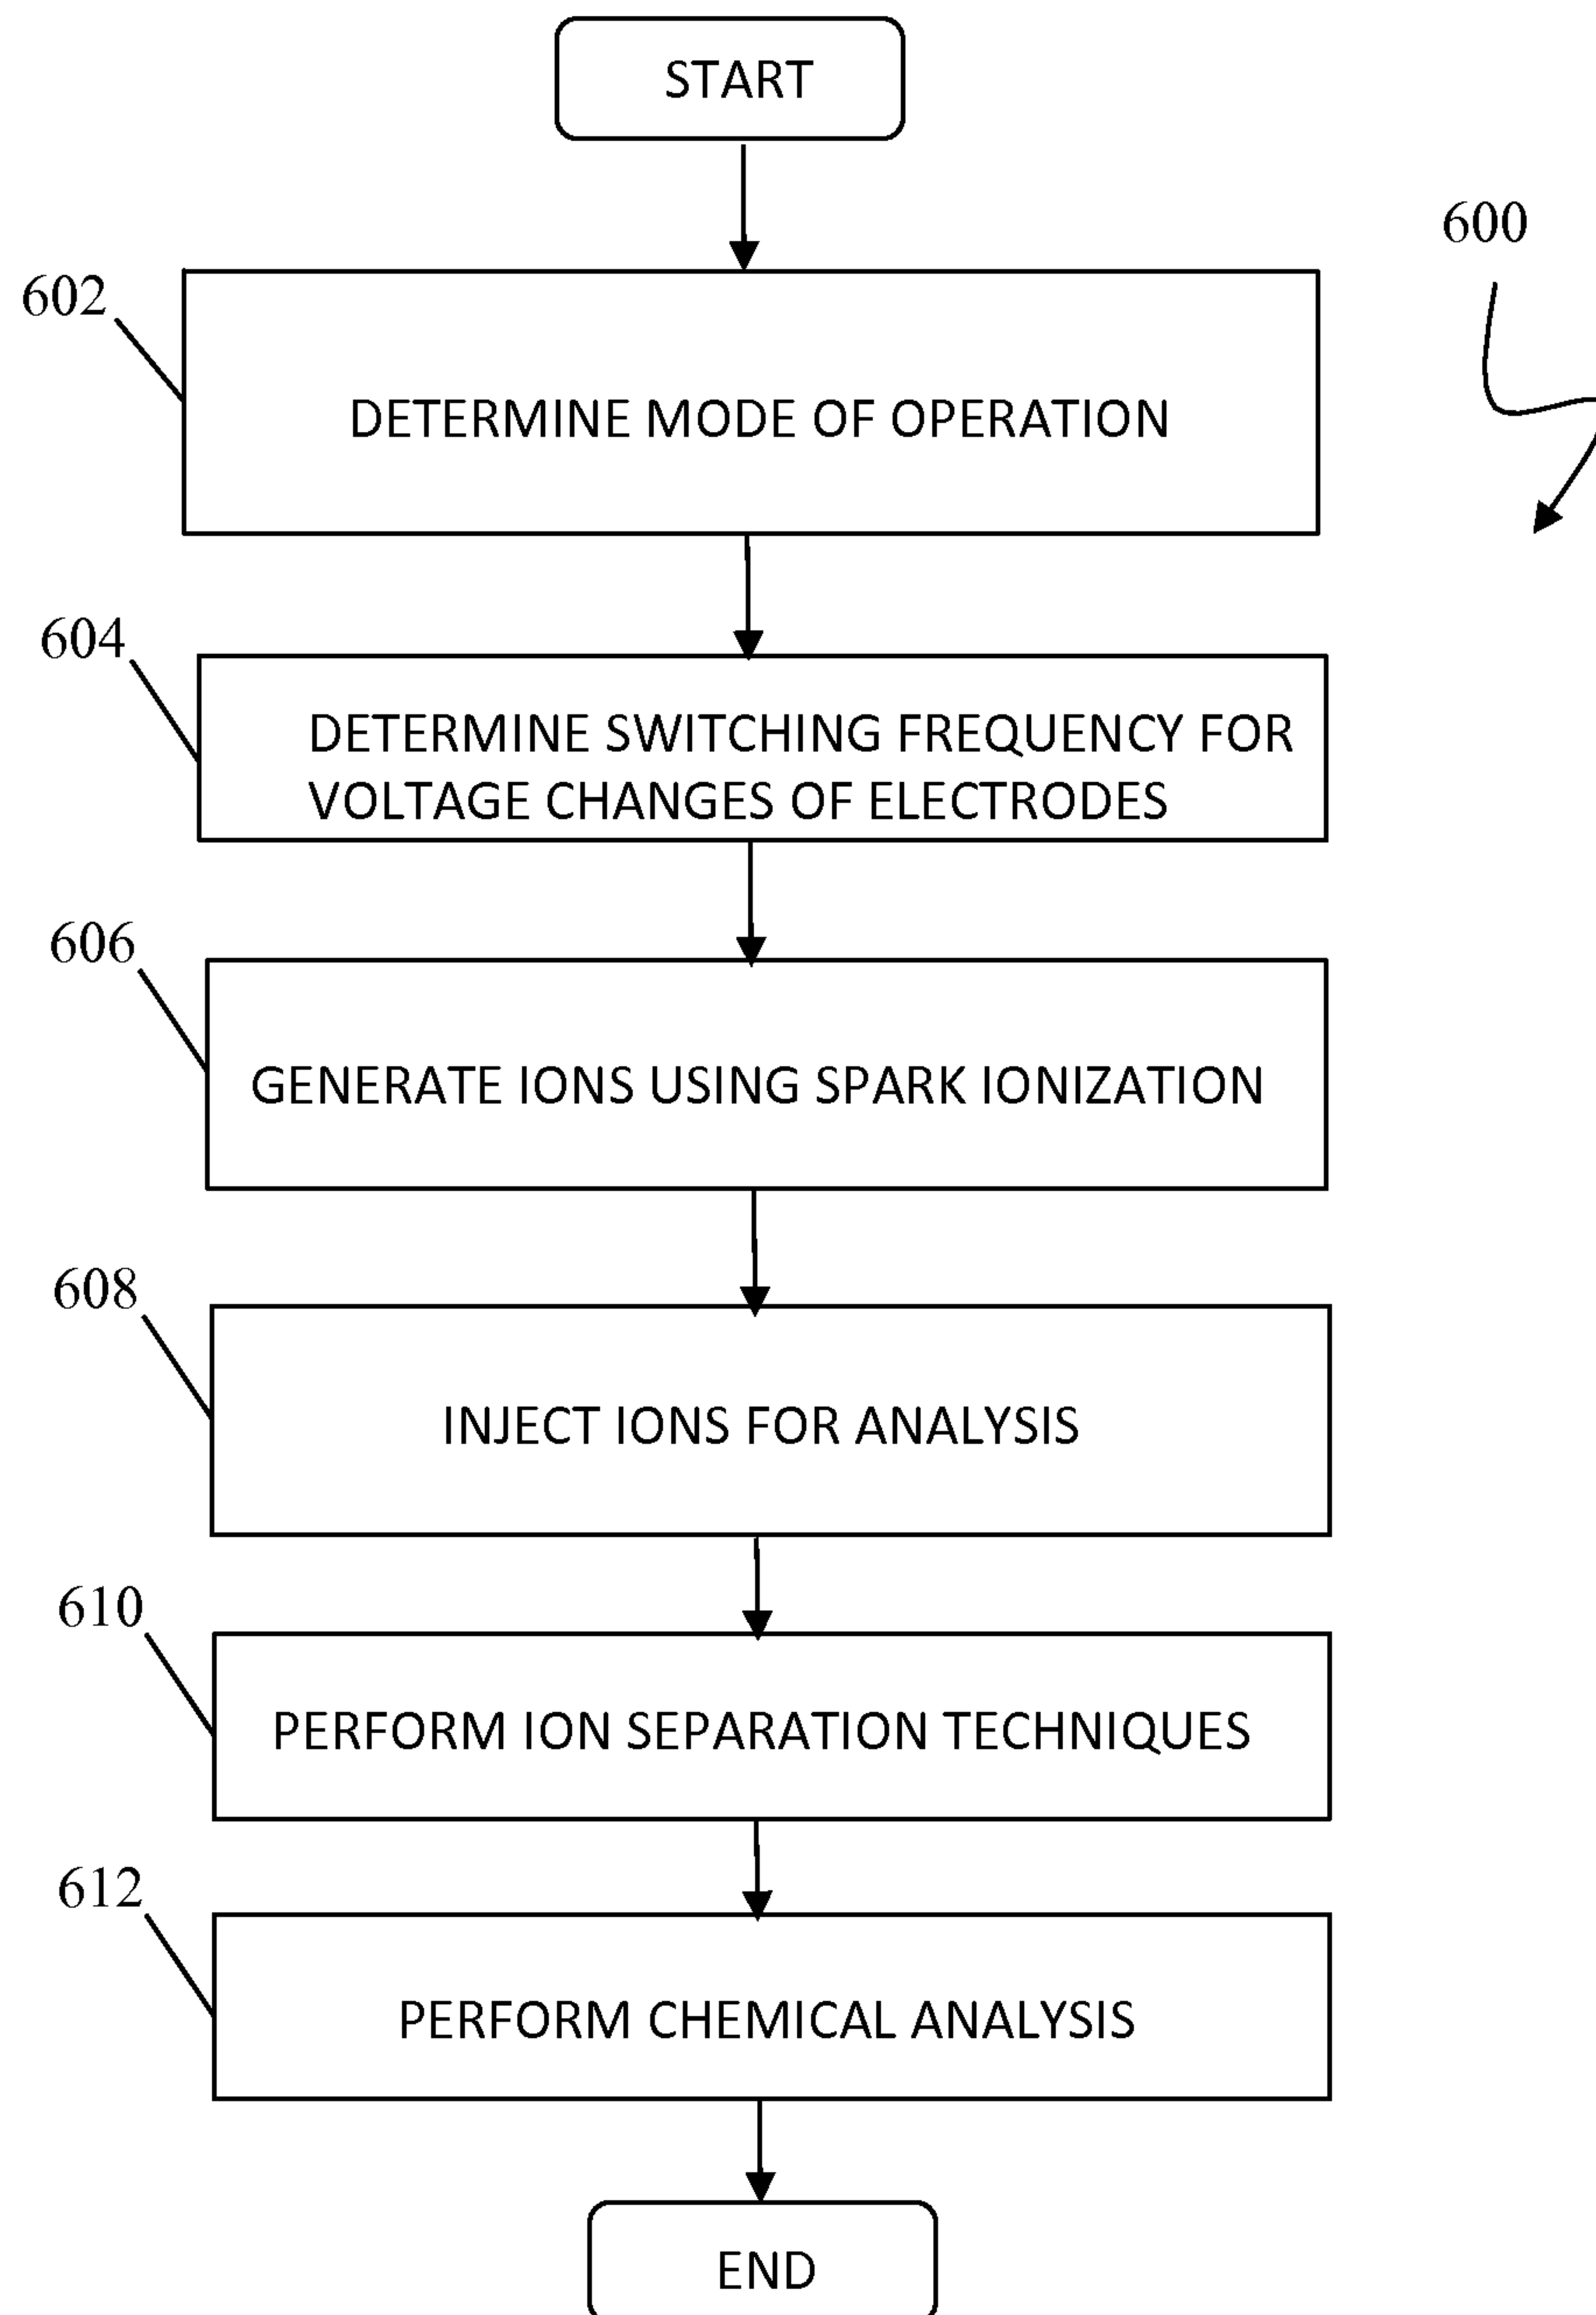 START
600
602
DETERMINE MODE OF OPERATION
604
DETERMINE SWITCHING FREQUENCY FOR
VOLTAGE CHANGES OF ELECTRODES
606
GENERATE IONS USING SPARK IONIZATION
608
INJECT IONS FOR ANALYSIS
610
PERFORM ION SEPARATION TECHNIQUES
612
PERFORM CHEMICAL ANALYSIS
END